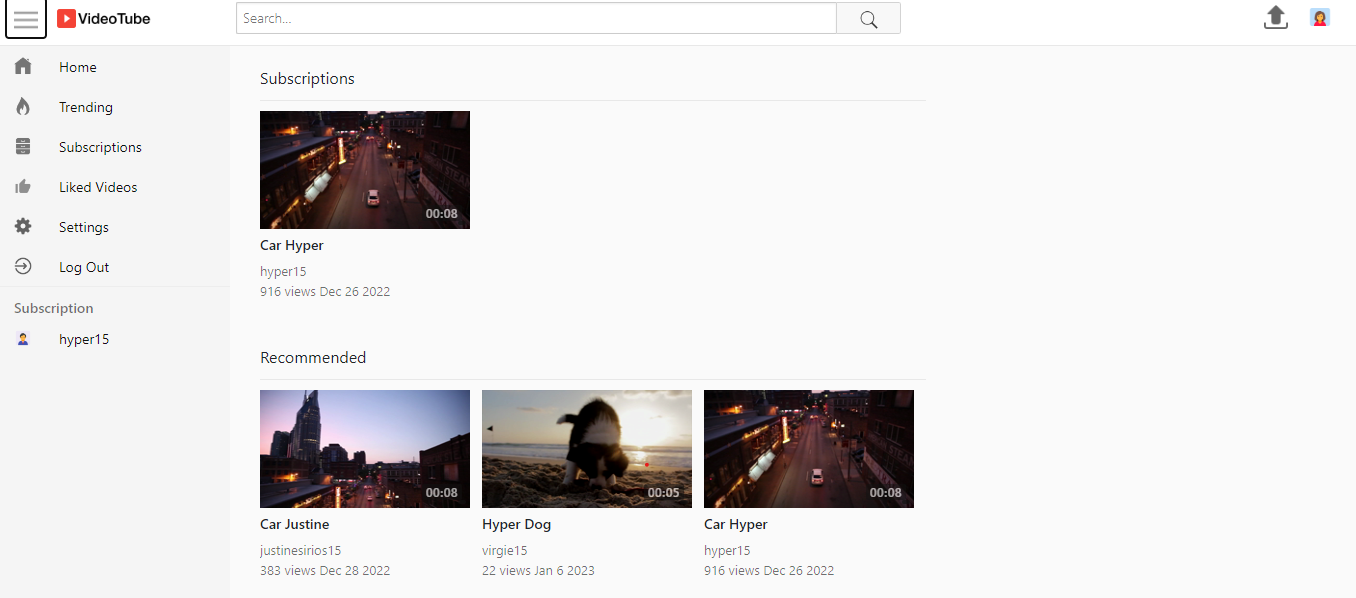 VideoTube
Search...
Home
Trending
Subscriptions
Liked Videos
Settings
Log Out
Subscription
hyper15
Subscriptions
00:08
Car Hyper
hyper15
916 views Dec 26 2022
Recommended
00:08
Car Justine
justinesirios15
383 views Dec 28 2022
00:05
Hyper Dog
virgie15
22 views Jan 6 2023
00:08
Car Hyper
hyper15
916 views Dec 26 2022